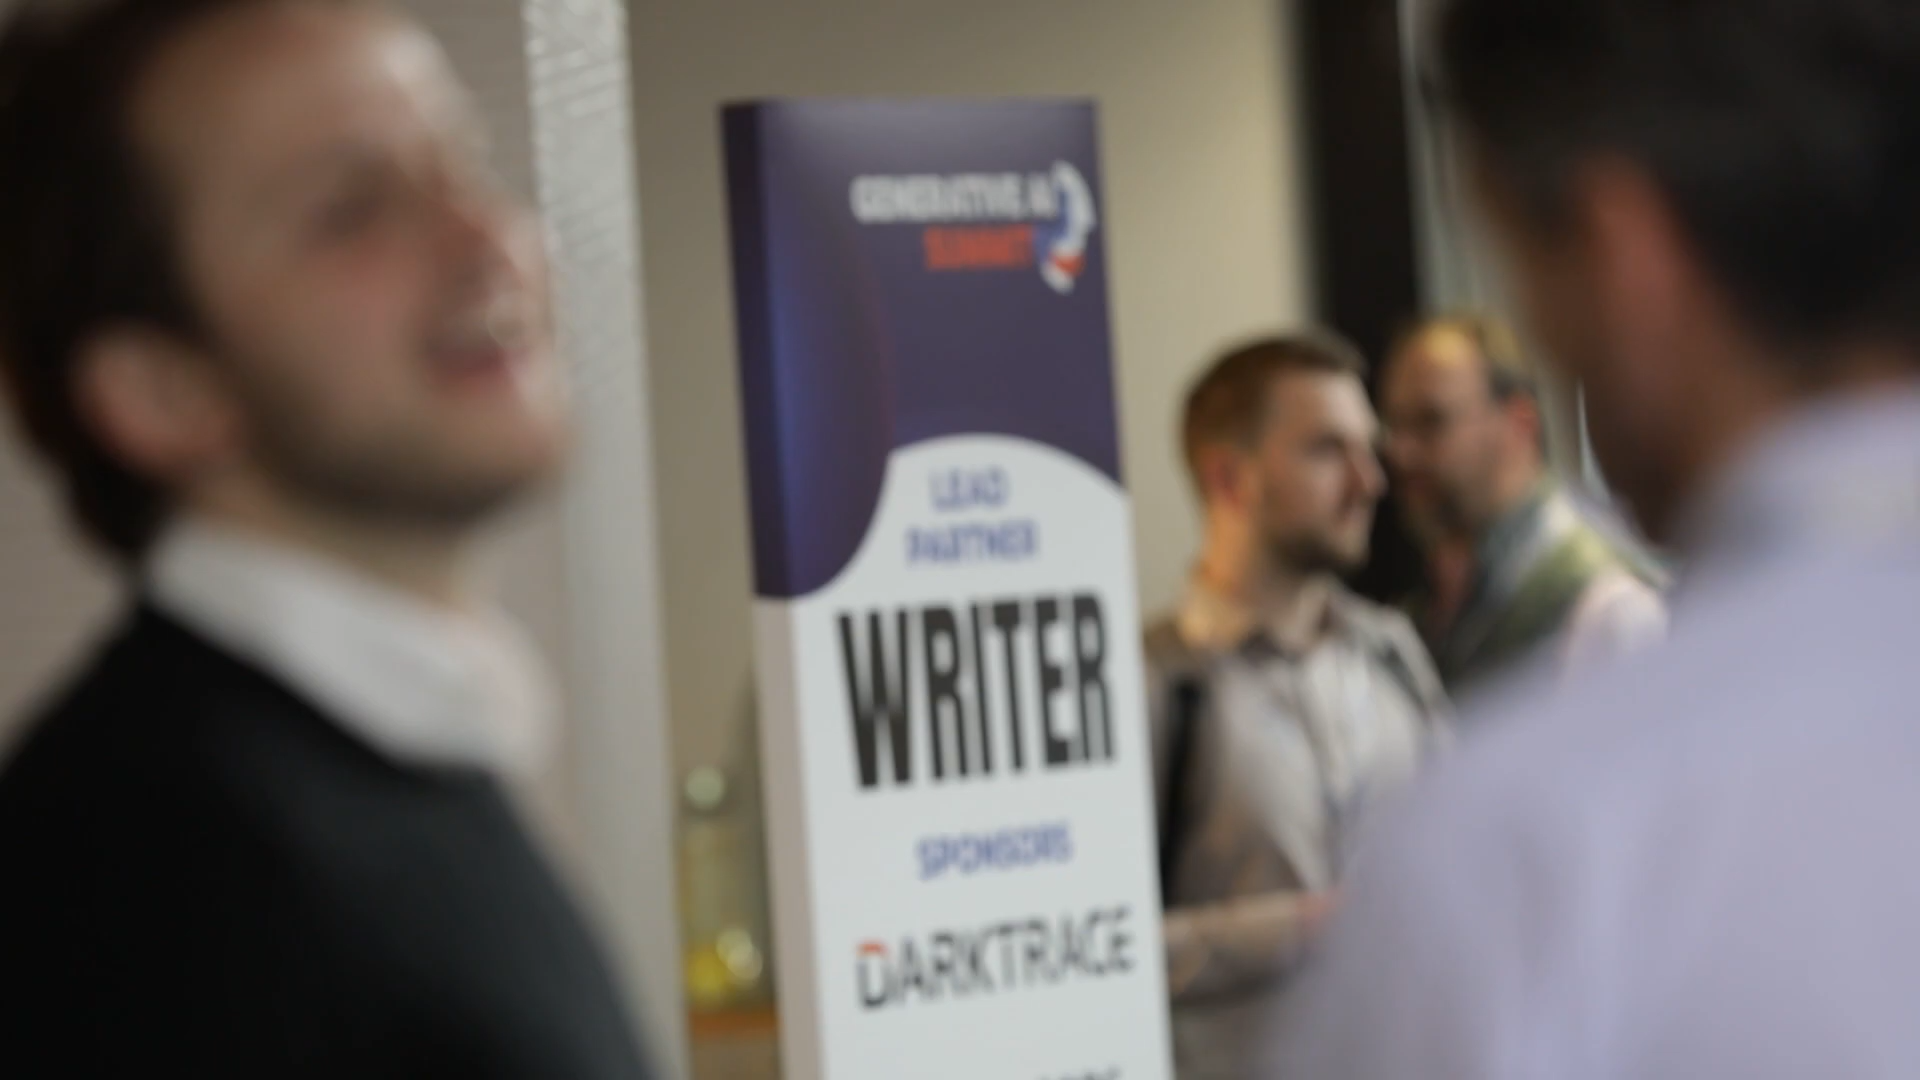 GENERATIVE AI
SUMMIT
LEAD
PARTNER
WRITER
SPONSORS
DARKTRACE